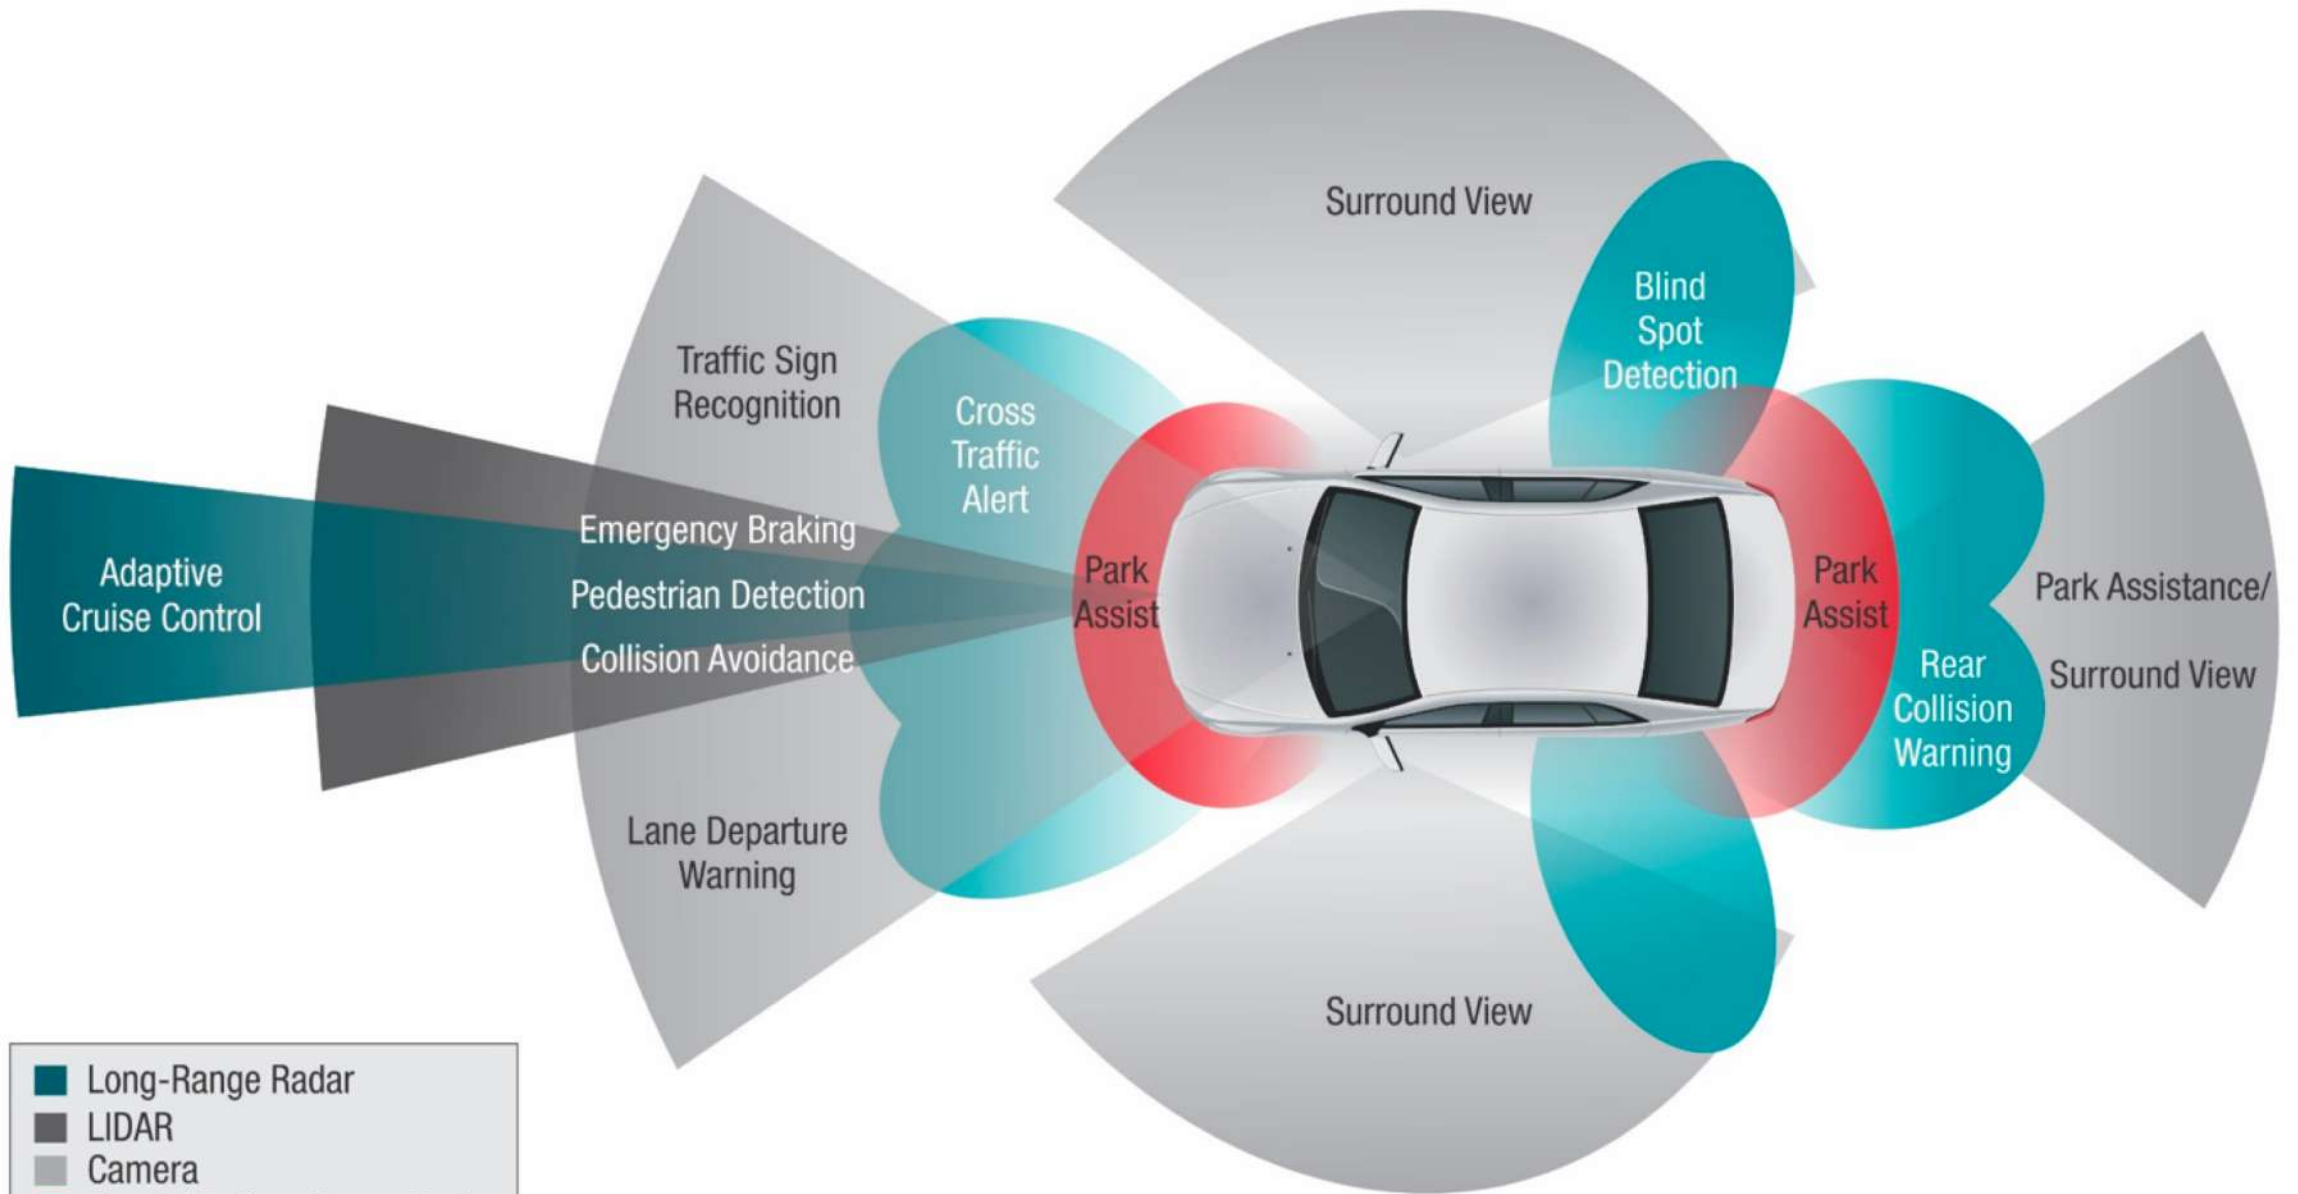 Surround View
Blind
Spot
Detection
Traffic Sign
Recognition
Cross
Traffic
Alert
Emergency Braking
Pedestrian Detection
Collision Avoidance
Adaptive
Cruise Control
Park
Assist
Park
Assist
Park Assistance/
Surround View
Rear
Collision
Warning
Lane Departure
Warning
Surround View
Long-Range Radar
LIDAR
Camera